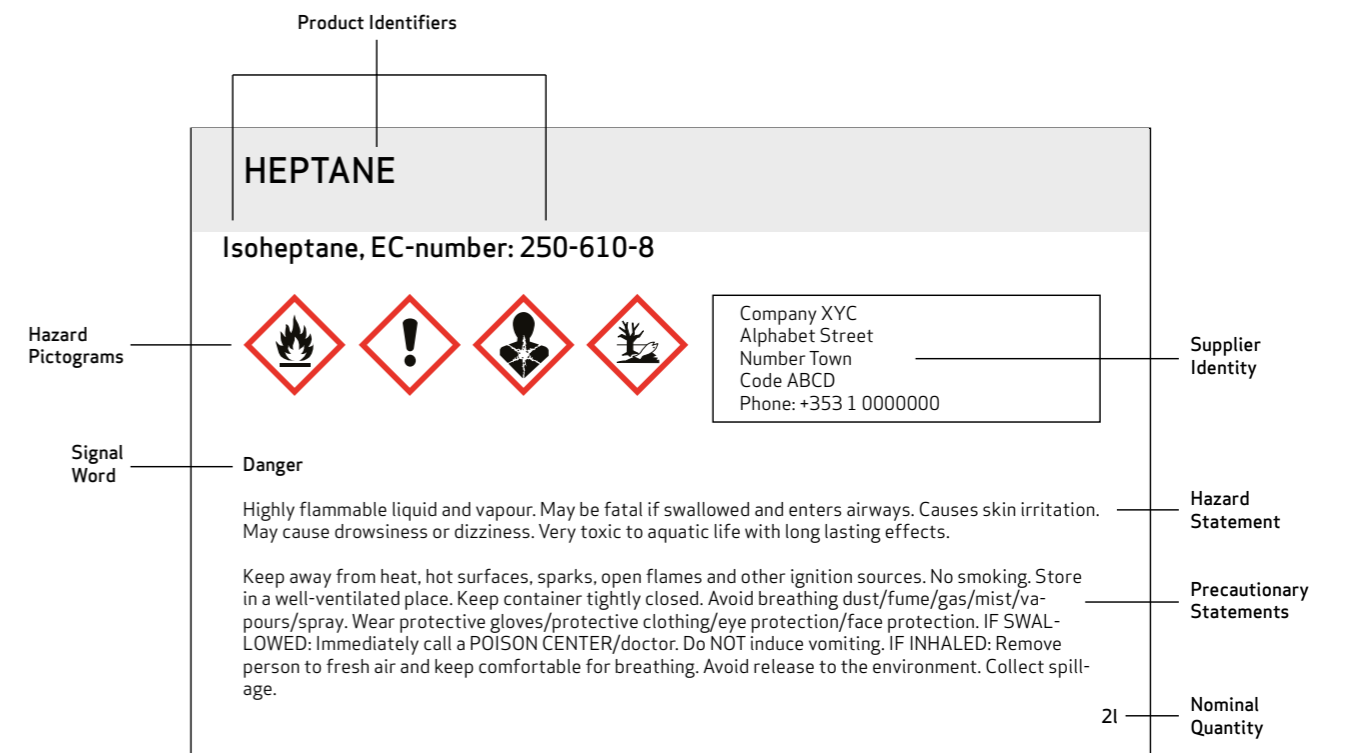 Product Identifiers
HEPTANE
Isoheptane, EC-number: 250-610-8
Hazard
Pictograms
Company XYC
Alphabet Street
Number Town
Code ABCD
Phone: +353 1 0000000
Supplier
Identity
Signal
Word
Danger
Highly flammable liquid and vapour. May be fatal if swallowed and enters airways. Causes skin irritation.
May cause drowsiness or dizziness. Very toxic to aquatic life with long lasting effects.
Hazard
Statement
Keep away from heat, hot surfaces, sparks, open flames and other ignition sources. No smoking. Store
in a well-ventilated place. Keep container tightly closed. Avoid breathing dust/fume/gas/mist/va-
pours/spray. Wear protective gloves/protective clothing/eye protection/face protection. IF SWAL-
LOWED: Immediately call a POISON CENTER/doctor. Do NOT induce vomiting. IF INHALED: Remove
person to fresh air and keep comfortable for breathing. Avoid release to the environment. Collect spill-
age.
Precautionary
Statements
2l
Nominal
Quantity